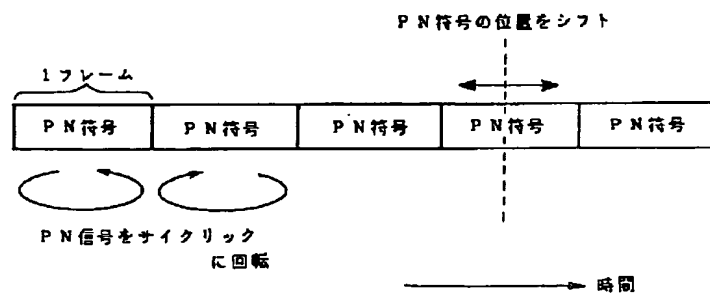 PN符号の位置をシフト
1フレーム
PN符号 PN符号 PN符号 PN符号 PN符号
PN信号をサイクリック
に回転
時間